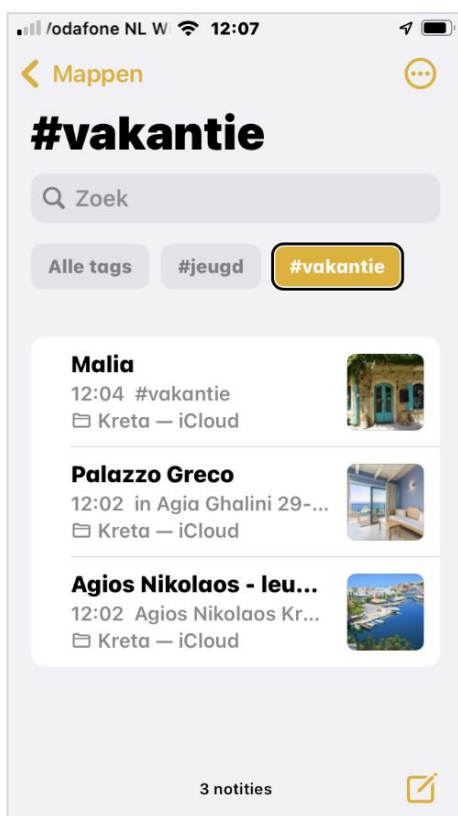 /odafone NL W 12:07
Mappen
#vakantie
Zoek
Alle tags #jeugd #vakantie
Malia
12:04 #vakantie
Kreta — iCloud
Palazzo Greco
12:02 in Agia Ghalini 29-...
Kreta — iCloud
Agios Nikolaos - leu...
12:02 Agios Nikolaos Kr...
Kreta — iCloud
3 notities